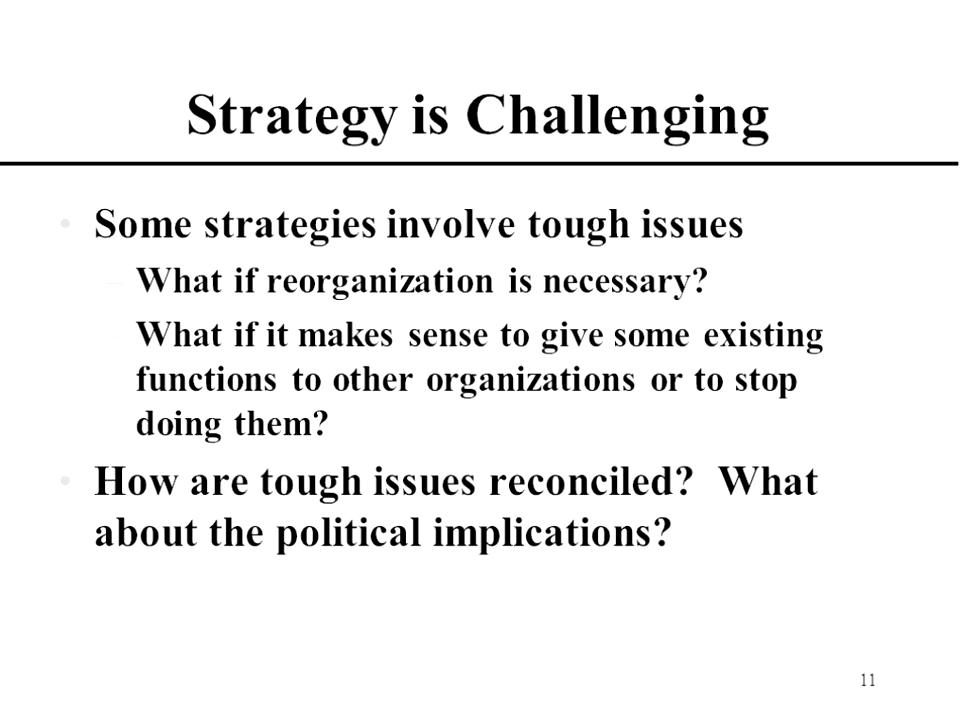 Strategy is Challenging
• Some strategies involve tough issues
– What if reorganization is necessary?
– What if it makes sense to give some existing
functions to other organizations or to stop
doing them?
• How are tough issues reconciled? What
about the political implications?
11